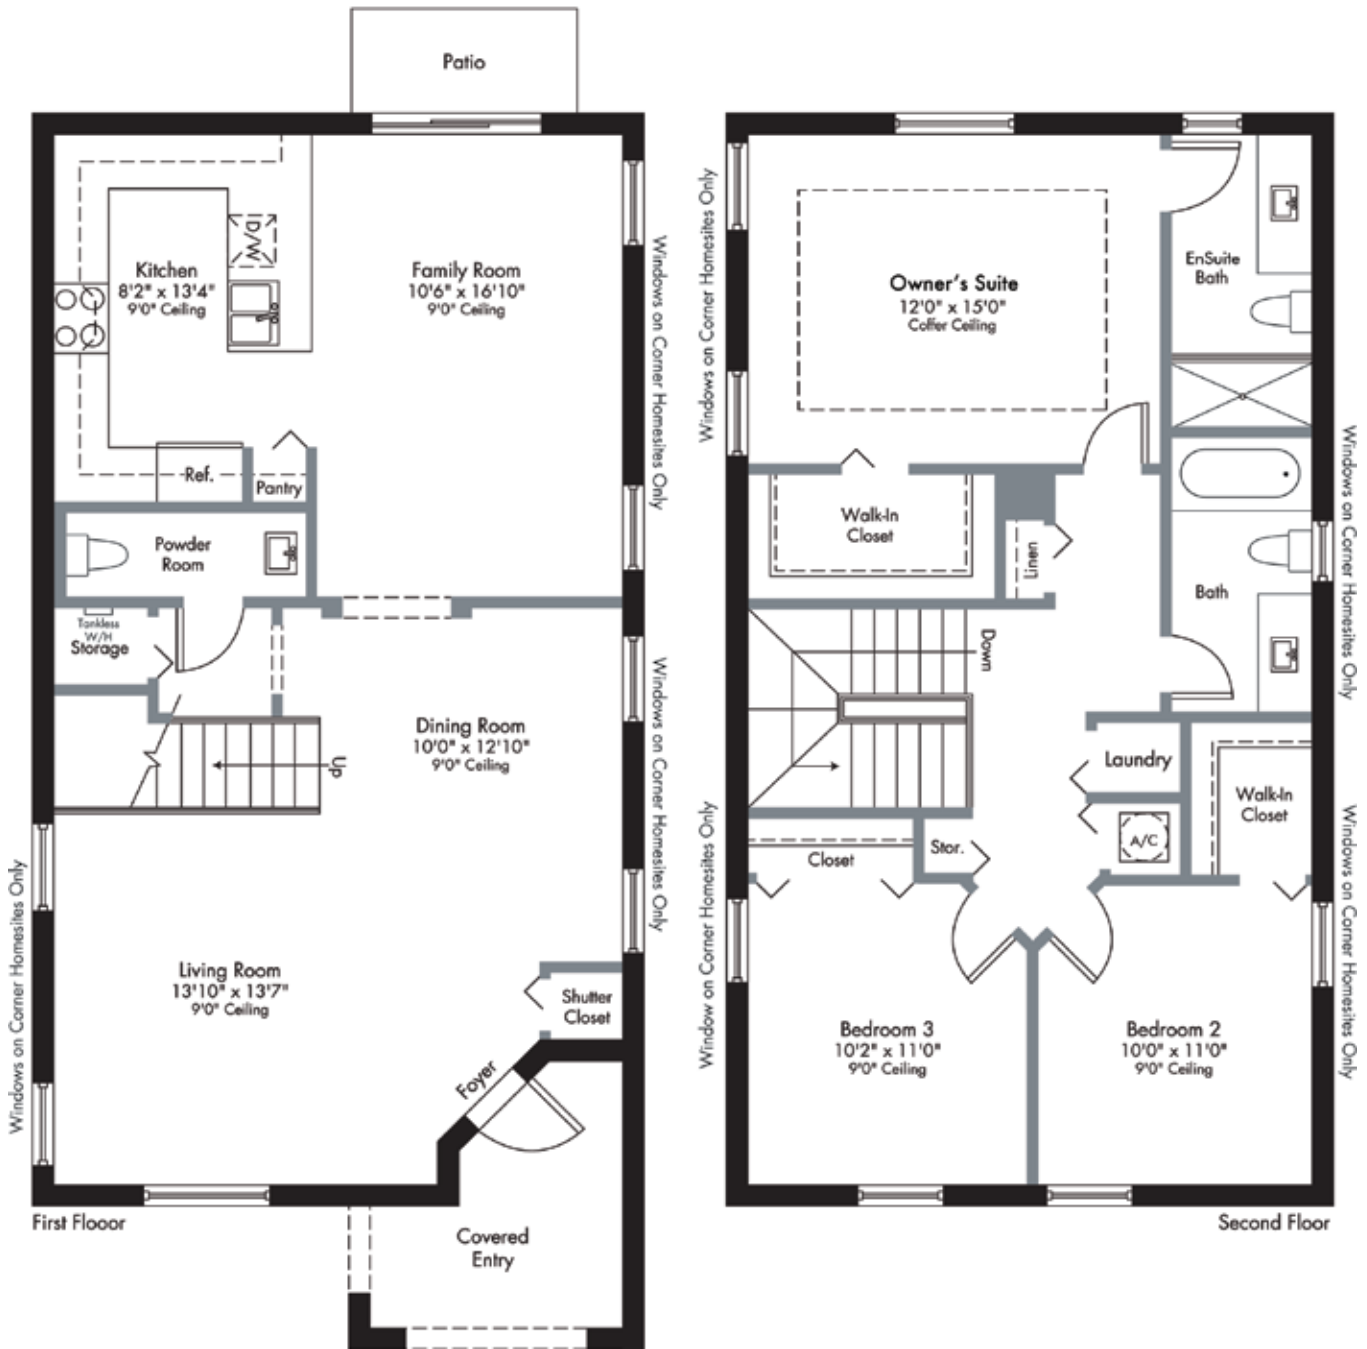 Patio
Kitchen
8'2" x 13'4"
9'0" Ceiling
D/W
Family Room
10'6" x 16'10"
9'0" Ceiling
Windows on Corner Homesites Only
Ref.
Pantry
Powder
Room
Tankless
W/H
Storage
Up
Dining Room
10'0" x 12'10"
9'0" Ceiling
Windows on Corner Homesites Only
Windows on Corner Homesites Only
Living Room
13'10" x 13'7"
9'0" Ceiling
Shutter
Closet
Foyer
Covered
Entry
First Flooor
Windows on Corner Homesites Only
Owner's Suite
12'0" x 15'0"
Coffer Ceiling
EnSuite
Bath
Walk-In
Closet
Linen
Bath
Windows on Corner Homesites Only
Down
Laundry
A/C
Walk-In
Closet
Closet
Stor.
Window on Corner Homesites Only
Bedroom 3
10'2" x 11'0"
9'0" Ceiling
Bedroom 2
10'0" x 11'0"
9'0" Ceiling
Windows on Corner Homesites Only
Second Floor